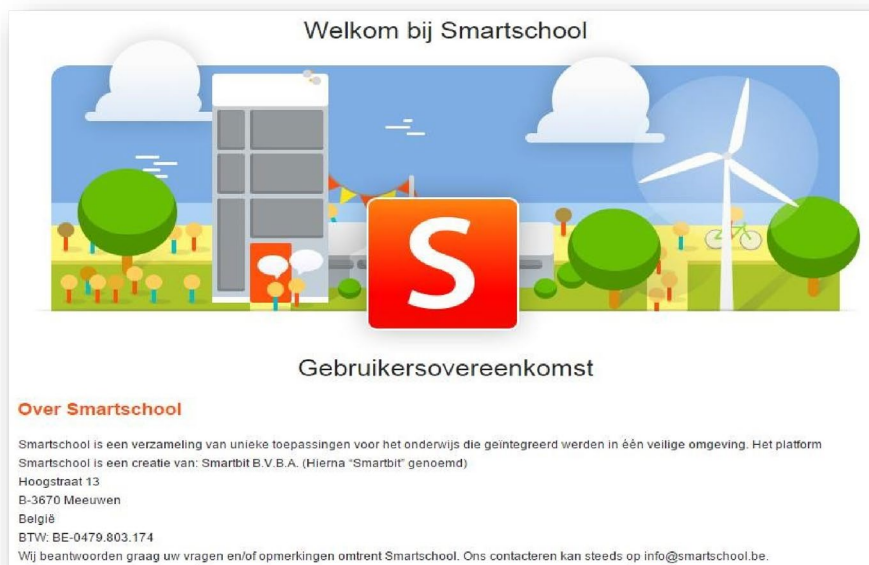 Welkom bij Smartschool
S
Gebruikersovereenkomst
Over Smartschool
Smartschool is een verzameling van unieke toepassingen voor het onderwijs die geïntegreerd werden in één veilige omgeving. Het platform
Smartschool is een creatie van: Smartbit B.V.B.A. (Hierna "Smartbit" genoemd)
Hoogstraat 13
B-3670 Meeuwen
België
BTW: BE-0479.803.174
Wij beantwoorden graag uw vragen en/of opmerkingen omtrent Smartschool. Ons contacteren kan steeds op info@smartschool.be.